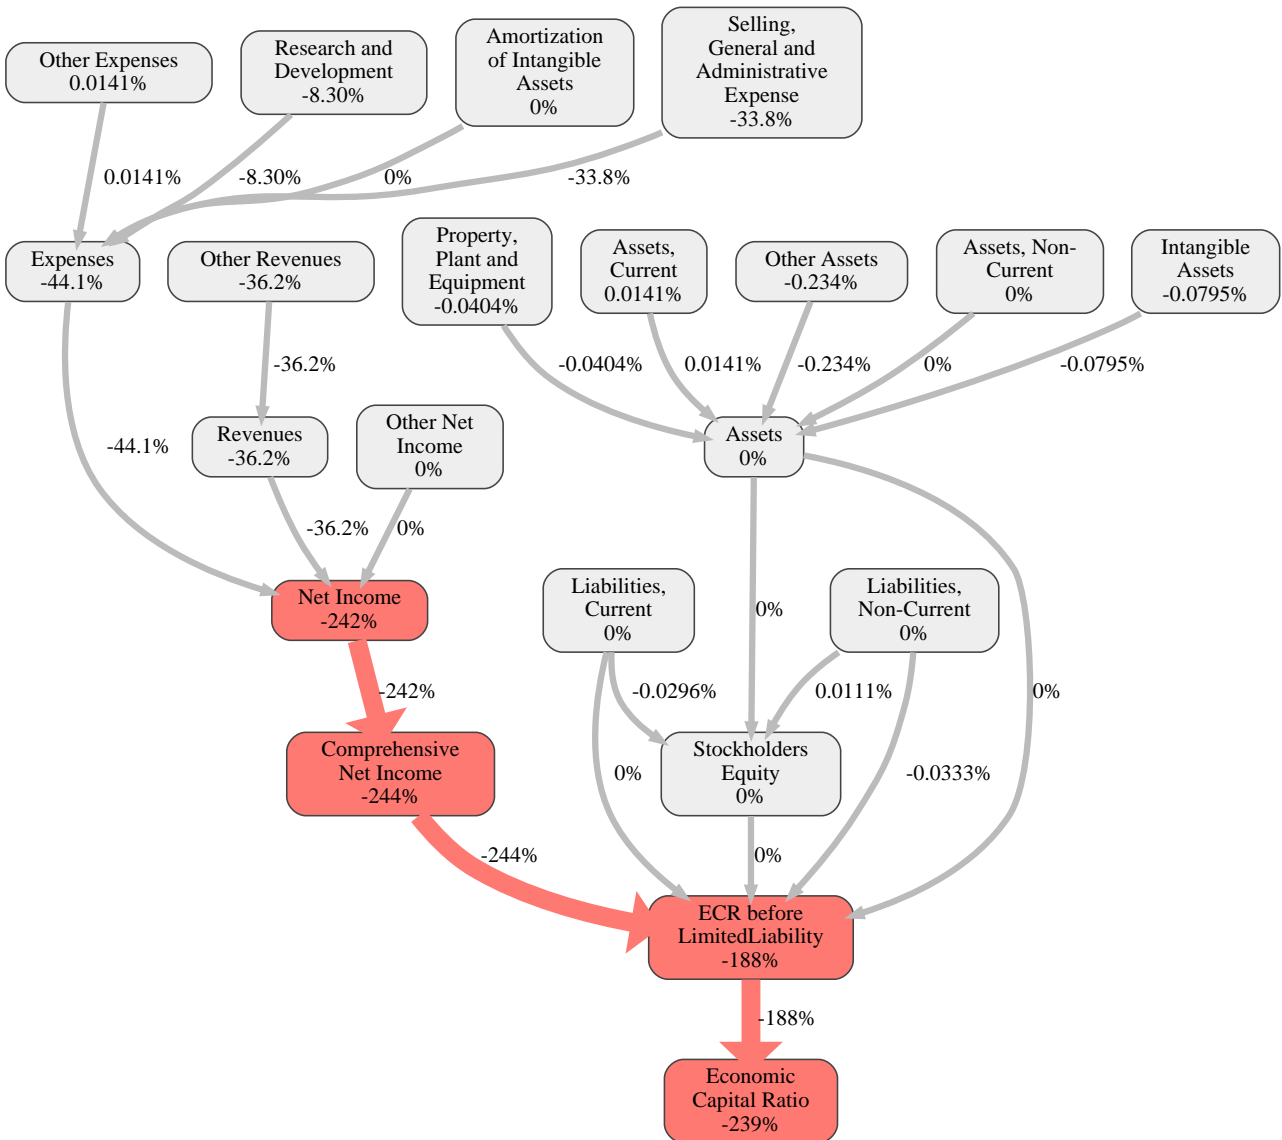 Other Expenses
0.0141%
Research and
Development
-8.30%
Amortization
of Intangible
Assets
0%
Selling,
General and
Administrative
Expense
-33.8%
0.0141%
-8.30%
0%
-33.8%
Expenses
-44.1%
Other Revenues
-36.2%
Property,
Plant and
Equipment
-0.0404%
Assets,
Current
0.0141%
Other Assets
-0.234%
Assets, Non-
Current
0%
Intangible
Assets
-0.0795%
-36.2%
-0.0404%
0.0141%
-0.234%
0%
-0.0795%
-44.1%
Revenues
-36.2%
Other Net
Income
0%
Assets
0%
-36.2%
0%
Net Income
-242%
Liabilities,
Current
0%
0%
Liabilities,
Non-Current
0%
-242%
-0.0296%
0.0111%
0%
Comprehensive
Net Income
-244%
0%
Stockholders
Equity
0%
-0.0333%
-244%
0%
ECR before
LimitedLiability
-188%
-188%
Economic
Capital Ratio
-239%